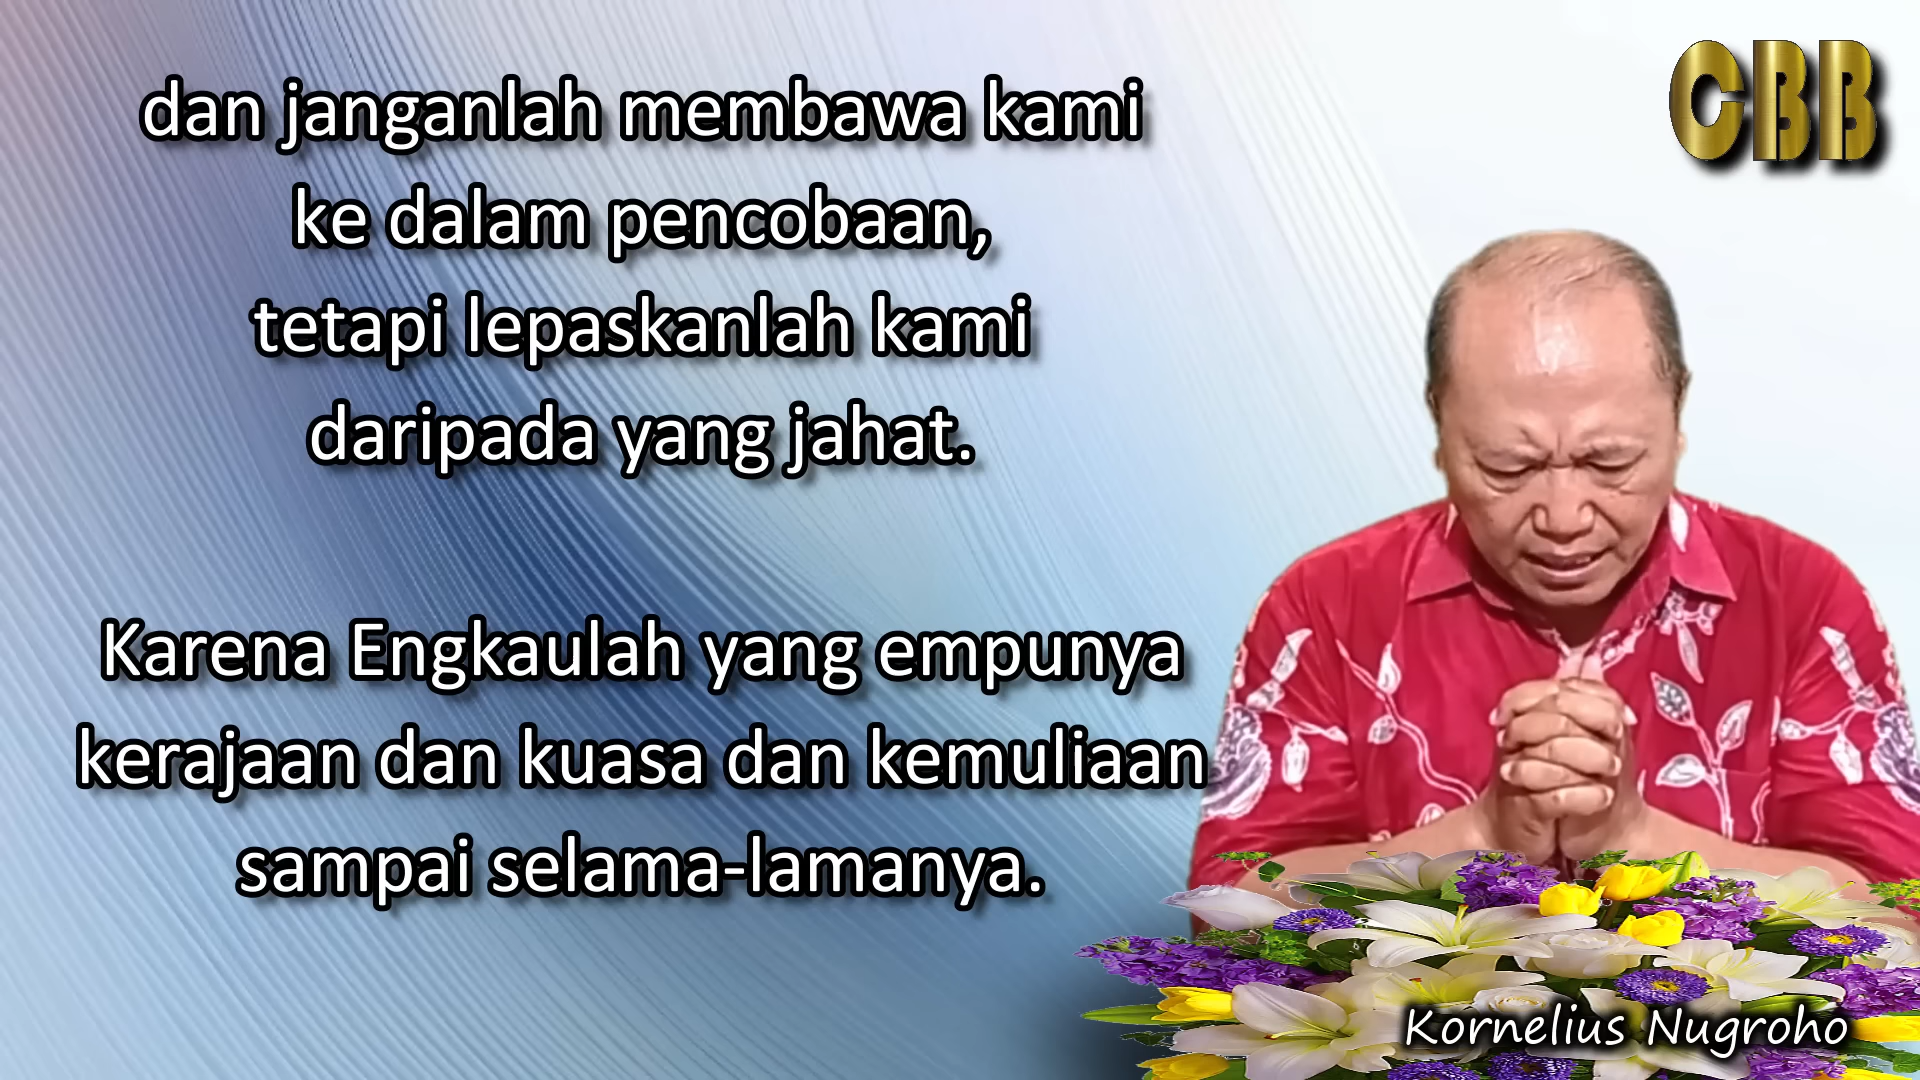 CBB
dan janganlah membawa kami
ke dalam pencobaan,
tetapi lepaskanlah kami
daripada yang jahat.
Karena Engkaulah yang empunya
kerajaan dan kuasa dan kemuliaan
sampai selama-lamanya.
Kornelius Nugroho